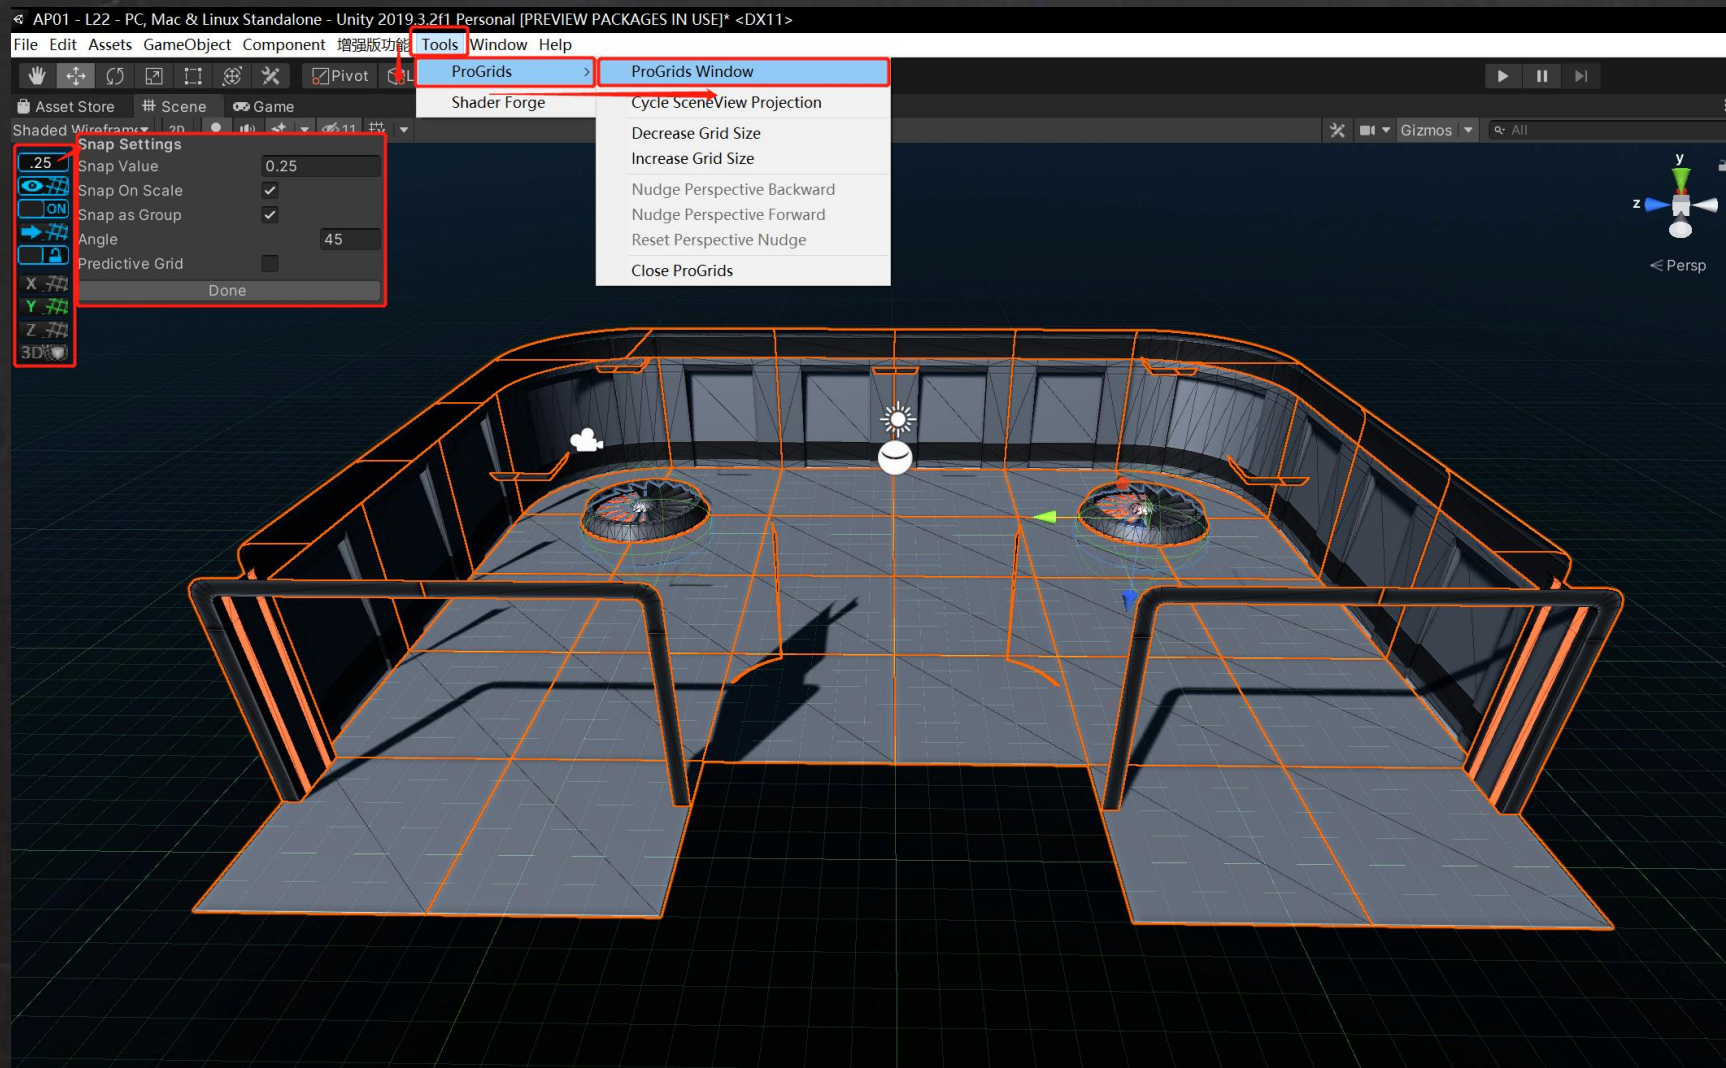 AP01 - L22 - PC, Mac & Linux Standalone - Unity 2019.3.2f1 Personal [PREVIEW PACKAGES IN USE]* <DX11>
File Edit Assets GameObject Component 增强版功能 Tools Window Help
Pivot L
ProGrids > ProGrids Window
Asset Store Scene Game
Shader Forge Cycle SceneView Projection
Shaded Wireframe 2D 11
Gizmos All
Decrease Grid Size
Increase Grid Size
Nudge Perspective Backward
Nudge Perspective Forward
Reset Perspective Nudge
Close ProGrids
Snap Settings
.25 Snap Value 0.25
Snap On Scale
ON Snap as Group
Angle 45
Predictive Grid
X
Done
Y
Z
3D
y
z
Persp